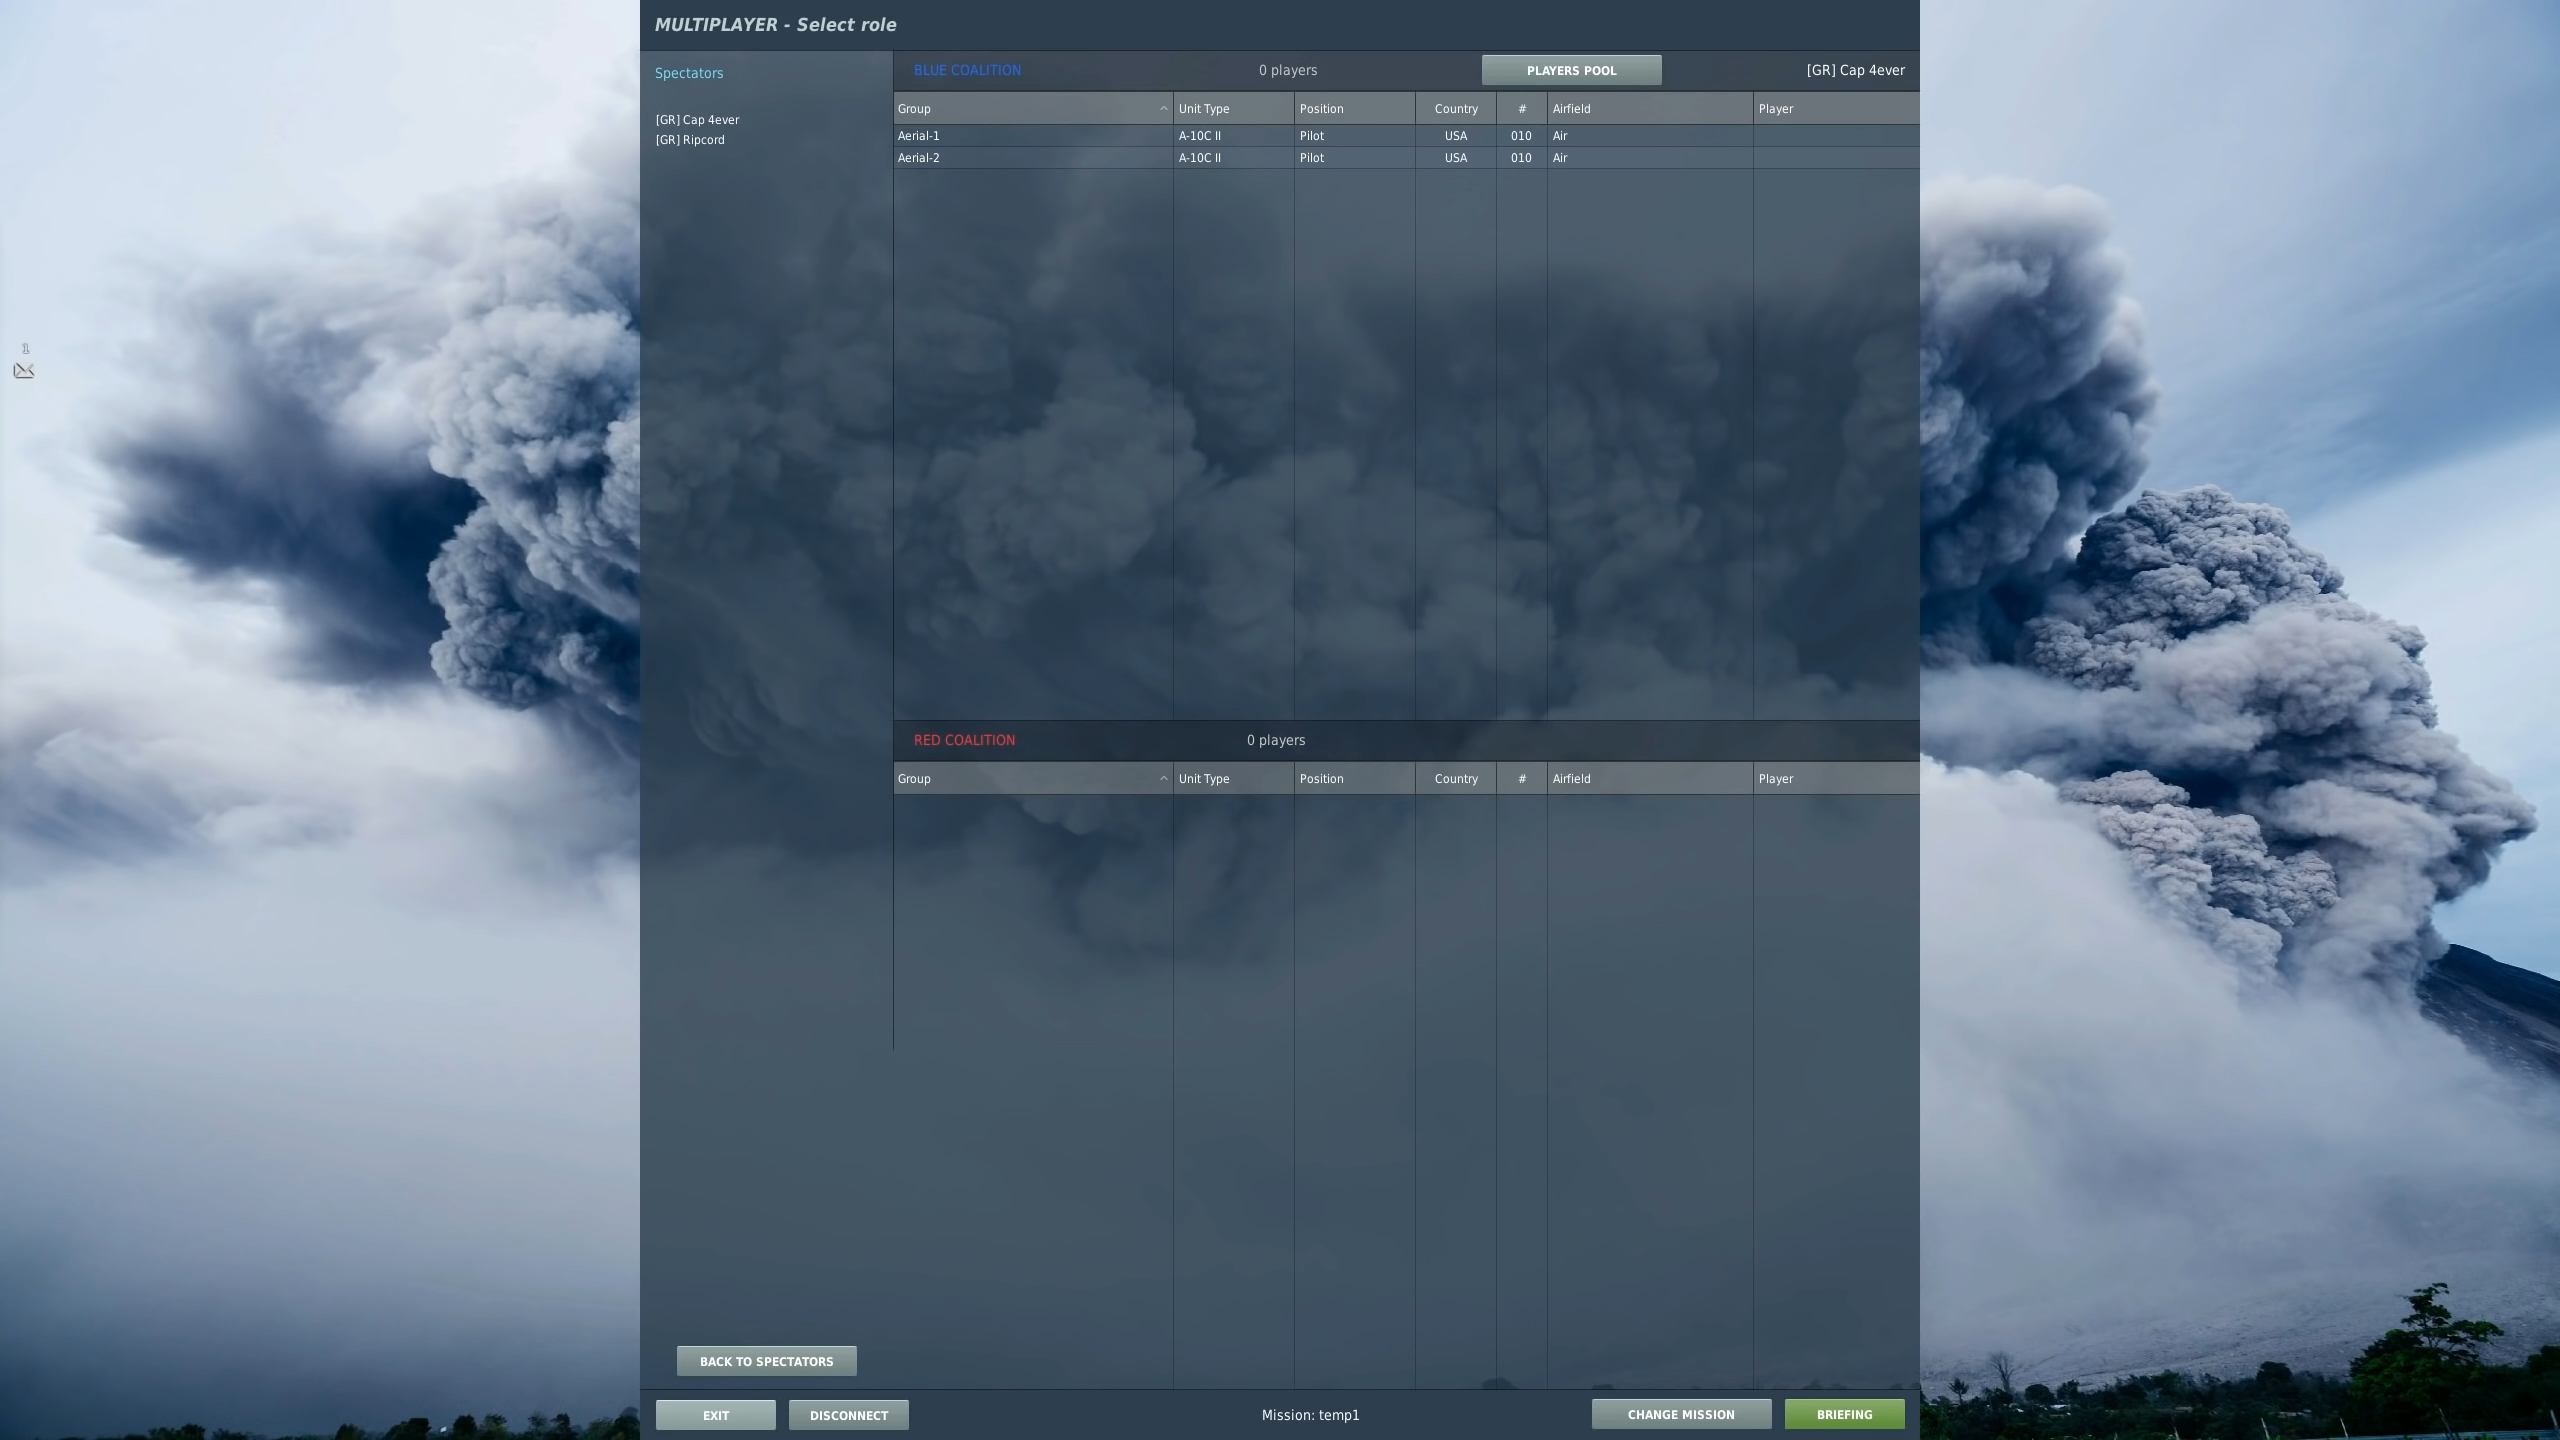 MULTIPLAYER - Select role
Spectators
[GR] Cap 4ever
[GR] Ripcord
BLUE COALITION 0 players PLAYERS POOL [GR] Cap 4ever
Group Unit Type Position Country # Airfield Player
Aerial-1 A-10C II Pilot USA 010 Air
Aerial-2 A-10C II Pilot USA 010 Air
1
RED COALITION 0 players
Group Unit Type Position Country # Airfield Player
BACK TO SPECTATORS
EXIT DISCONNECT Mission: temp1 CHANGE MISSION BRIEFING